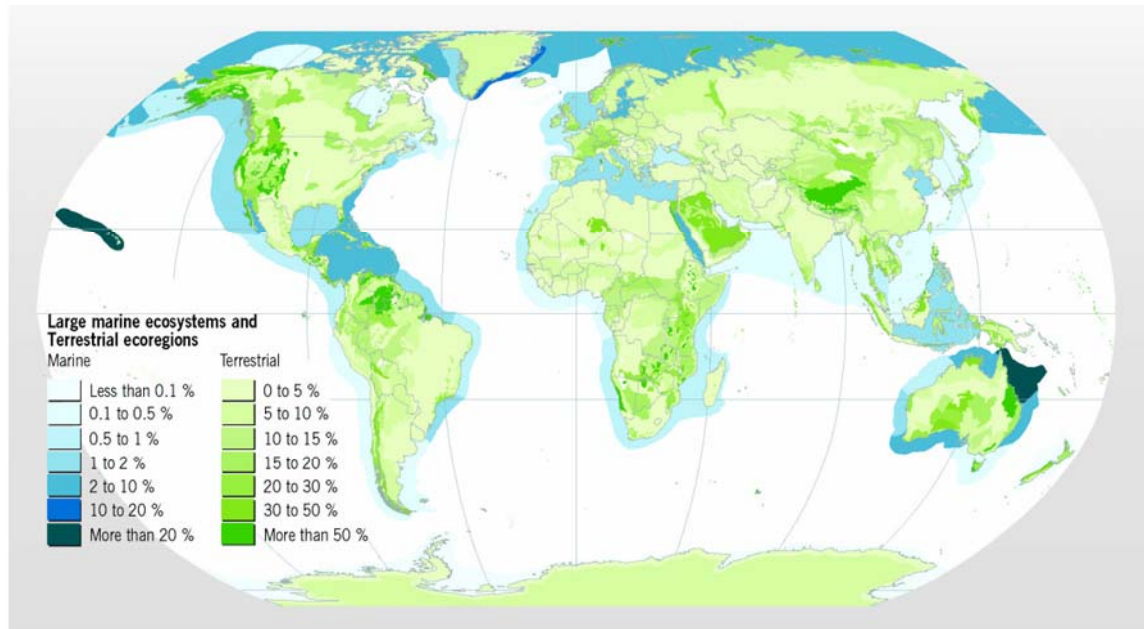 Large marine ecosystems and
Terrestrial ecoregions
Marine
Less than 0.1 %
0.1 to 0.5 %
0.5 to 1 %
1 to 2 %
2 to 10 %
10 to 20 %
More than 20 %
Terrestrial
0 to 5 %
5 to 10 %
10 to 15 %
15 to 20 %
20 to 30 %
30 to 50 %
More than 50 %